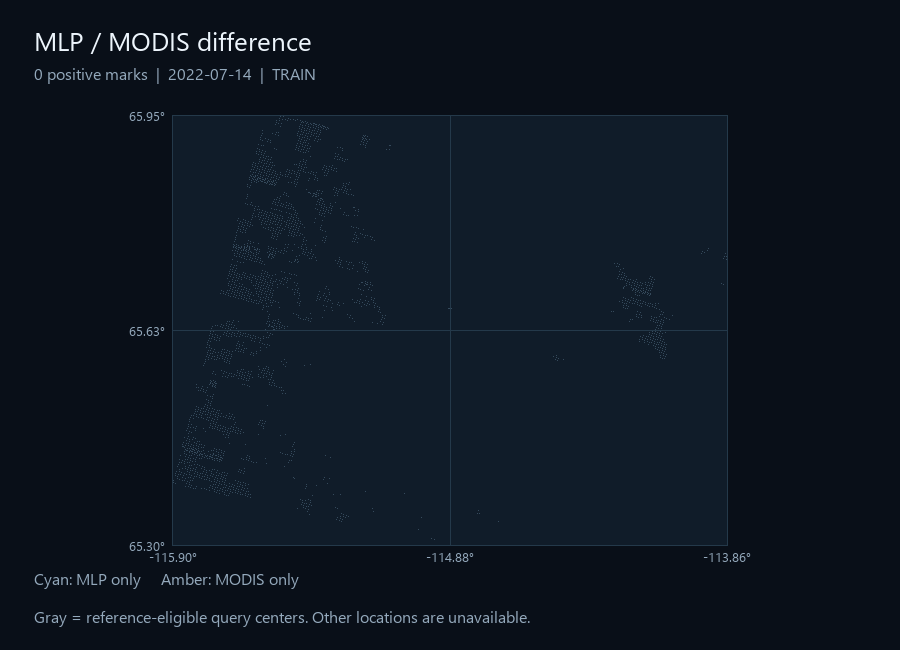 MLP / MODIS difference
0 positive marks | 2022-07-14 | TRAIN
65.95°
65.63°
65.30°
-115.90° -114.88° -113.86°
Cyan: MLP only Amber: MODIS only
Gray = reference-eligible query centers. Other locations are unavailable.